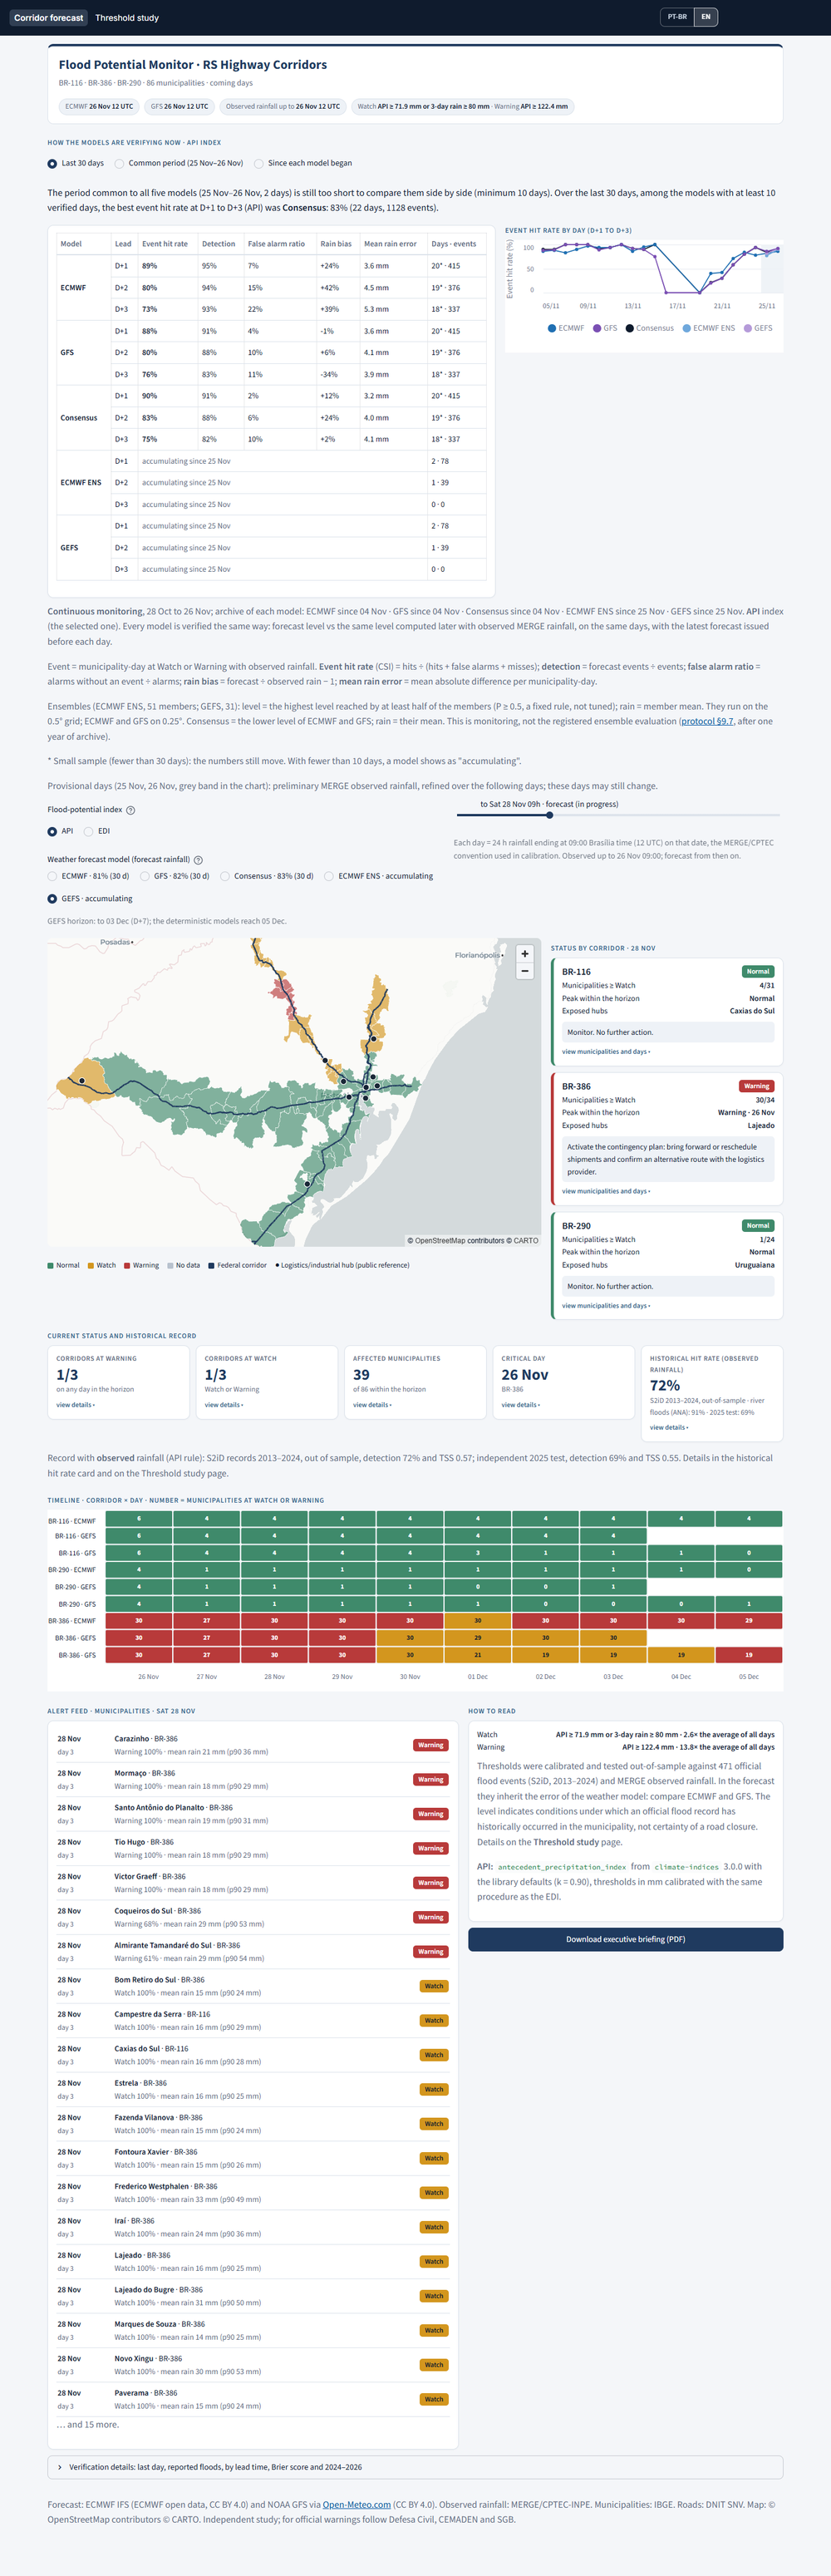 Corridor forecast
Threshold study
PT-BR
EN
Flood Potential Monitor · RS Highway Corridors
BR-116 · BR-386 · BR-290 · 86 municipalities · coming days
ECMWF 26 Nov 12 UTC
GFS 26 Nov 12 UTC
Observed rainfall up to 26 Nov 12 UTC
Watch API ≥ 71.9 mm or 3-day rain ≥ 80 mm · Warning API ≥ 122.4 mm
HOW THE MODELS ARE VERIFYING NOW · API INDEX
Last 30 days
Common period (25 Nov–26 Nov)
Since each model began
The period common to all five models (25 Nov–26 Nov, 2 days) is still too short to compare them side by side (minimum 10 days). Over the last 30 days, among the models with at least 10
verified days, the best event hit rate at D+1 to D+3 (API) was Consensus: 83% (22 days, 1128 events).
Model Lead Event hit rate Detection False alarm ratio Rain bias Mean rain error Days · events
ECMWF
D+1 89% 95% 7% +24% 3.6 mm 20* · 415
D+2 80% 94% 15% +42% 4.5 mm 19* · 376
D+3 73% 93% 22% +39% 5.3 mm 18* · 337
GFS
D+1 88% 91% 4% -1% 3.6 mm 20* · 415
D+2 80% 88% 10% +6% 4.1 mm 19* · 376
D+3 76% 83% 11% -34% 3.9 mm 18* · 337
Consensus
D+1 90% 91% 2% +12% 3.2 mm 20* · 415
D+2 83% 88% 6% +24% 4.0 mm 19* · 376
D+3 75% 82% 10% +2% 4.1 mm 18* · 337
ECMWF ENS
D+1 accumulating since 25 Nov 2 · 78
D+2 accumulating since 25 Nov 1 · 39
D+3 accumulating since 25 Nov 0 · 0
GEFS
D+1 accumulating since 25 Nov 2 · 78
D+2 accumulating since 25 Nov 1 · 39
D+3 accumulating since 25 Nov 0 · 0
EVENT HIT RATE BY DAY (D+1 TO D+3)
Event hit rate (%)
100
50
0
05/11 09/11 13/11 17/11 21/11 25/11
ECMWF GFS Consensus ECMWF ENS GEFS
Continuous monitoring, 28 Oct to 26 Nov; archive of each model: ECMWF since 04 Nov · GFS since 04 Nov · Consensus since 04 Nov · ECMWF ENS since 25 Nov · GEFS since 25 Nov. API index
(the selected one). Every model is verified the same way: forecast level vs the same level computed later with observed MERGE rainfall, on the same days, with the latest forecast issued
before each day.
Event = municipality-day at Watch or Warning with observed rainfall. Event hit rate (CSI) = hits ÷ (hits + false alarms + misses); detection = forecast events ÷ events; false alarm ratio =
alarms without an event ÷ alarms; rain bias = forecast ÷ observed rain − 1; mean rain error = mean absolute difference per municipality-day.
Ensembles (ECMWF ENS, 51 members; GEFS, 31): level = the highest level reached by at least half of the members (P ≥ 0.5, a fixed rule, not tuned); rain = member mean. They run on the
0.5° grid; ECMWF and GFS on 0.25°. Consensus = the lower level of ECMWF and GFS; rain = their mean. This is monitoring, not the registered ensemble evaluation (protocol §9.7, after one
year of archive).
* Small sample (fewer than 30 days): the numbers still move. With fewer than 10 days, a model shows as "accumulating".
Provisional days (25 Nov, 26 Nov, grey band in the chart): preliminary MERGE observed rainfall, refined over the following days; these days may still change.
Flood-potential index ?
API
EDI
Weather forecast model (forecast rainfall) ?
ECMWF · 81% (30 d)
GFS · 82% (30 d)
Consensus · 83% (30 d)
ECMWF ENS · accumulating
GEFS · accumulating
GEFS horizon: to 03 Dec (D+7); the deterministic models reach 05 Dec.
to Sat 28 Nov 09h · forecast (in progress)
Each day = 24 h rainfall ending at 09:00 Brasília time (12 UTC) on that date, the MERGE/CPTEC
convention used in calibration. Observed up to 26 Nov 09:00; forecast from then on.
Posadas
Florianópolis
+
−
© OpenStreetMap contributors © CARTO
Normal Watch Warning No data Federal corridor Logistics/industrial hub (public reference)
STATUS BY CORRIDOR · 28 NOV
BR-116 Normal
Municipalities ≥ Watch 4/31
Peak within the horizon Normal
Exposed hubs Caxias do Sul
Monitor. No further action.
view municipalities and days
BR-386 Warning
Municipalities ≥ Watch 30/34
Peak within the horizon Warning · 26 Nov
Exposed hubs Lajeado
Activate the contingency plan: bring forward or reschedule
shipments and confirm an alternative route with the logistics
provider.
view municipalities and days
BR-290 Normal
Municipalities ≥ Watch 1/24
Peak within the horizon Normal
Exposed hubs Uruguaiana
Monitor. No further action.
view municipalities and days
CURRENT STATUS AND HISTORICAL RECORD
CORRIDORS AT WARNING
1/3
on any day in the horizon
view details
CORRIDORS AT WATCH
1/3
Watch or Warning
view details
AFFECTED MUNICIPALITIES
39
of 86 within the horizon
view details
CRITICAL DAY
26 Nov
BR-386
view details
HISTORICAL HIT RATE (OBSERVED
RAINFALL)
72%
S2iD 2013–2024, out-of-sample · river
floods (ANA): 91% · 2025 test: 69%
view details
Record with observed rainfall (API rule): S2iD records 2013–2024, out of sample, detection 72% and TSS 0.57; independent 2025 test, detection 69% and TSS 0.55. Details in the historical
hit rate card and on the Threshold study page.
TIMELINE · CORRIDOR × DAY · NUMBER = MUNICIPALITIES AT WATCH OR WARNING
BR-116 · ECMWF 6 4 4 4 4 4 4 4 4 4
BR-116 · GEFS 6 4 4 4 4 4 4 4
BR-116 · GFS 6 4 4 4 4 3 1 1 1 0
BR-290 · ECMWF 4 1 1 1 1 1 1 1 1 0
BR-290 · GEFS 4 1 1 1 1 0 0 1
BR-290 · GFS 4 1 1 1 1 1 0 0 0 1
BR-386 · ECMWF 30 27 30 30 30 30 30 30 30 29
BR-386 · GEFS 30 27 30 30 30 29 30 30
BR-386 · GFS 30 27 30 30 30 21 19 19 19 19
26 Nov 27 Nov 28 Nov 29 Nov 30 Nov 01 Dec 02 Dec 03 Dec 04 Dec 05 Dec
ALERT FEED · MUNICIPALITIES · SAT 28 NOV
28 Nov Carazinho · BR-386 Warning
day 3 Warning 100% · mean rain 21 mm (p90 36 mm)
28 Nov Mormaço · BR-386 Warning
day 3 Warning 100% · mean rain 18 mm (p90 29 mm)
28 Nov Santo Antônio do Planalto · BR-386 Warning
day 3 Warning 100% · mean rain 19 mm (p90 31 mm)
28 Nov Tio Hugo · BR-386 Warning
day 3 Warning 100% · mean rain 18 mm (p90 29 mm)
28 Nov Victor Graeff · BR-386 Warning
day 3 Warning 100% · mean rain 18 mm (p90 29 mm)
28 Nov Coqueiros do Sul · BR-386 Warning
day 3 Warning 68% · mean rain 29 mm (p90 53 mm)
28 Nov Almirante Tamandaré do Sul · BR-386 Warning
day 3 Warning 61% · mean rain 29 mm (p90 54 mm)
28 Nov Bom Retiro do Sul · BR-386 Watch
day 3 Watch 100% · mean rain 15 mm (p90 24 mm)
28 Nov Campestre da Serra · BR-116 Watch
day 3 Watch 100% · mean rain 16 mm (p90 29 mm)
28 Nov Caxias do Sul · BR-116 Watch
day 3 Watch 100% · mean rain 16 mm (p90 28 mm)
28 Nov Estrela · BR-386 Watch
day 3 Watch 100% · mean rain 16 mm (p90 25 mm)
28 Nov Fazenda Vilanova · BR-386 Watch
day 3 Watch 100% · mean rain 15 mm (p90 24 mm)
28 Nov Fontoura Xavier · BR-386 Watch
day 3 Watch 100% · mean rain 15 mm (p90 26 mm)
28 Nov Frederico Westphalen · BR-386 Watch
day 3 Watch 100% · mean rain 33 mm (p90 49 mm)
28 Nov Iraí · BR-386 Watch
day 3 Watch 100% · mean rain 24 mm (p90 36 mm)
28 Nov Lajeado · BR-386 Watch
day 3 Watch 100% · mean rain 16 mm (p90 25 mm)
28 Nov Lajeado do Bugre · BR-386 Watch
day 3 Watch 100% · mean rain 31 mm (p90 50 mm)
28 Nov Marques de Souza · BR-386 Watch
day 3 Watch 100% · mean rain 14 mm (p90 25 mm)
28 Nov Novo Xingu · BR-386 Watch
day 3 Watch 100% · mean rain 30 mm (p90 53 mm)
28 Nov Paverama · BR-386 Watch
day 3 Watch 100% · mean rain 15 mm (p90 24 mm)
… and 15 more.
HOW TO READ
Watch API ≥ 71.9 mm or 3-day rain ≥ 80 mm · 2.6× the average of all days
Warning API ≥ 122.4 mm · 13.8× the average of all days
Thresholds were calibrated and tested out-of-sample against 471 official
flood events (S2iD, 2013–2024) and MERGE observed rainfall. In the forecast
they inherit the error of the weather model: compare ECMWF and GFS. The
level indicates conditions under which an official flood record has
historically occurred in the municipality, not certainty of a road closure.
Details on the Threshold study page.
API: antecedent_precipitation_index from climate-indices 3.0.0 with
the library defaults (k = 0.90), thresholds in mm calibrated with the same
procedure as the EDI.
Download executive briefing (PDF)
Verification details: last day, reported floods, by lead time, Brier score and 2024–2026
Forecast: ECMWF IFS (ECMWF open data, CC BY 4.0) and NOAA GFS via Open-Meteo.com (CC BY 4.0). Observed rainfall: MERGE/CPTEC-INPE. Municipalities: IBGE. Roads: DNIT SNV. Map: ©
OpenStreetMap contributors © CARTO. Independent study; for official warnings follow Defesa Civil, CEMADEN and SGB.